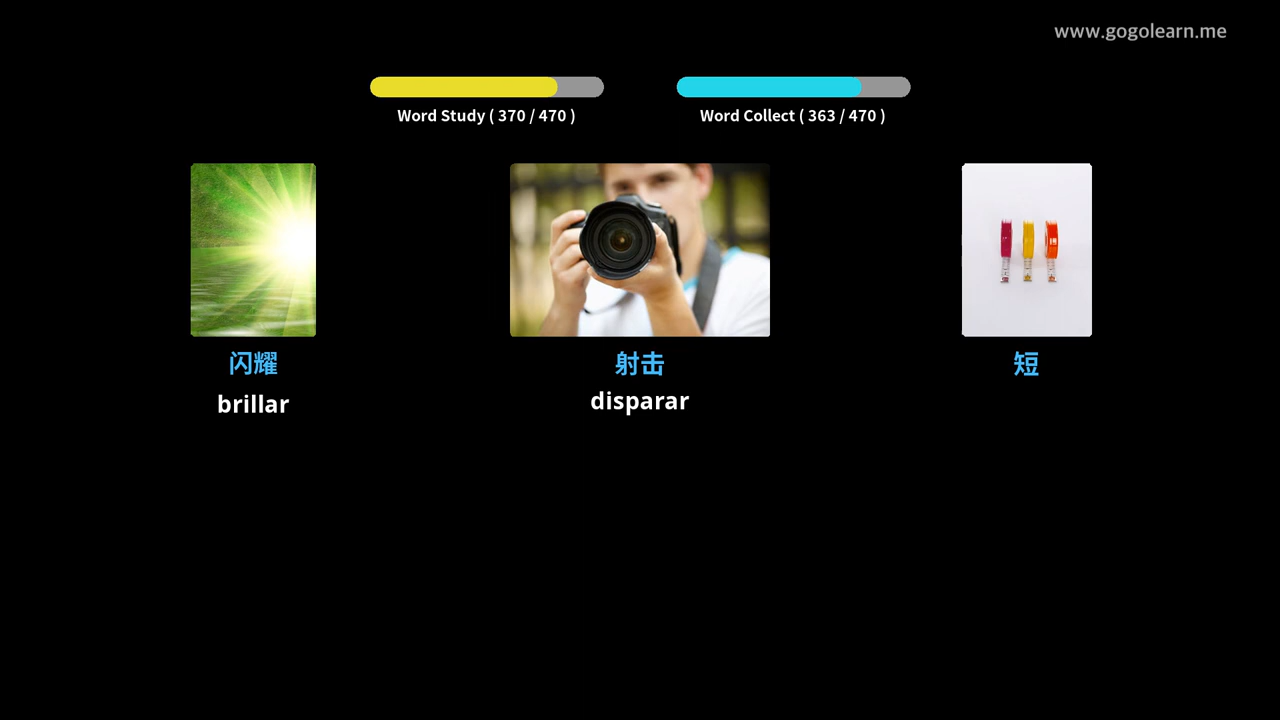 www.gogolearn.me
Word Study ( 370 / 470 )
Word Collect ( 363 / 470 )
闪耀
brillar
射击
disparar
短